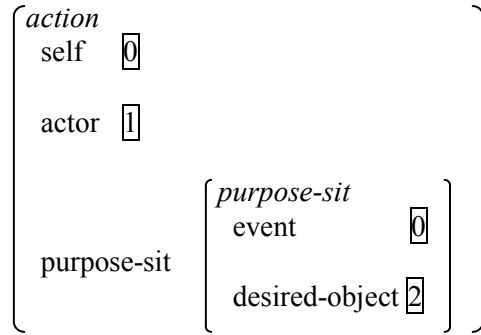 action
self 0
actor 1
purpose-sit
event 0
purpose-sit
desired-object 2